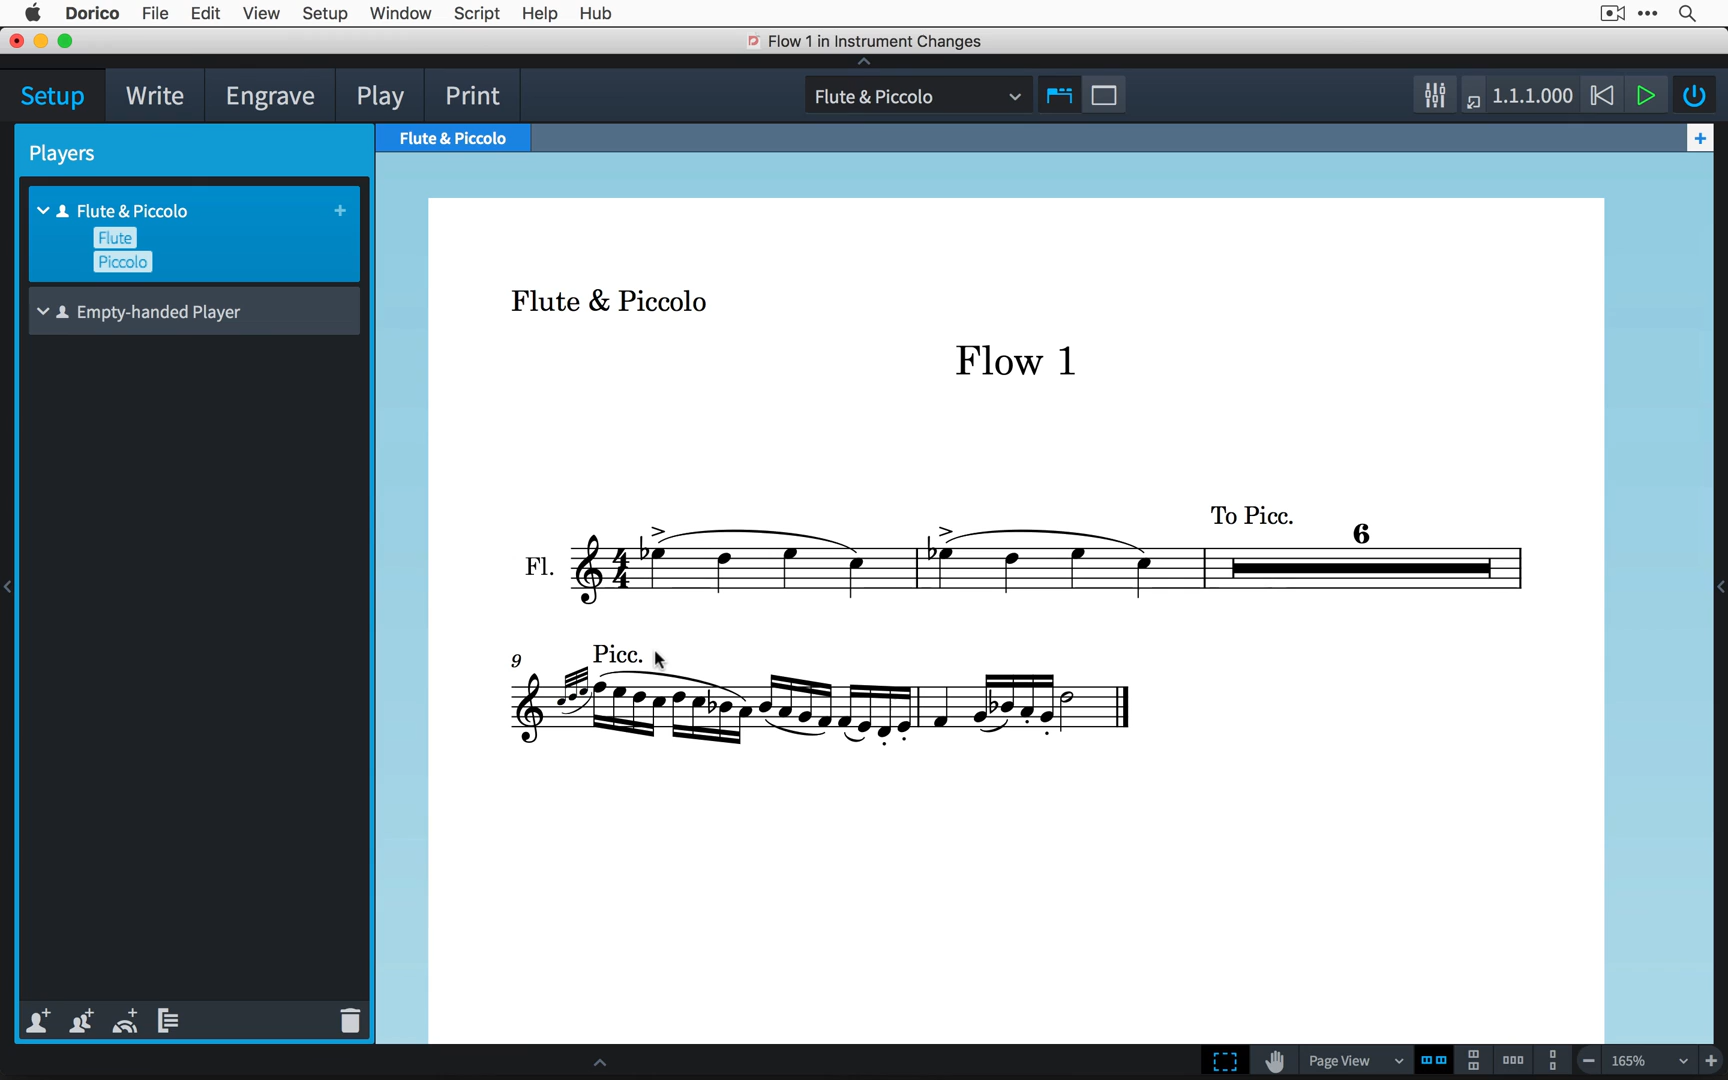 Dorico File Edit View Setup Window Script Help Hub
Flow 1 in Instrument Changes
Setup Write Engrave Play Print Flute & Piccolo 1.1.1.000
Players
Flute & Piccolo
Flute & Piccolo
Flute
Piccolo
Empty-handed Player
Flute & Piccolo
Flow 1
To Picc.
6
Fl.
9 Picc.
Page View 165%